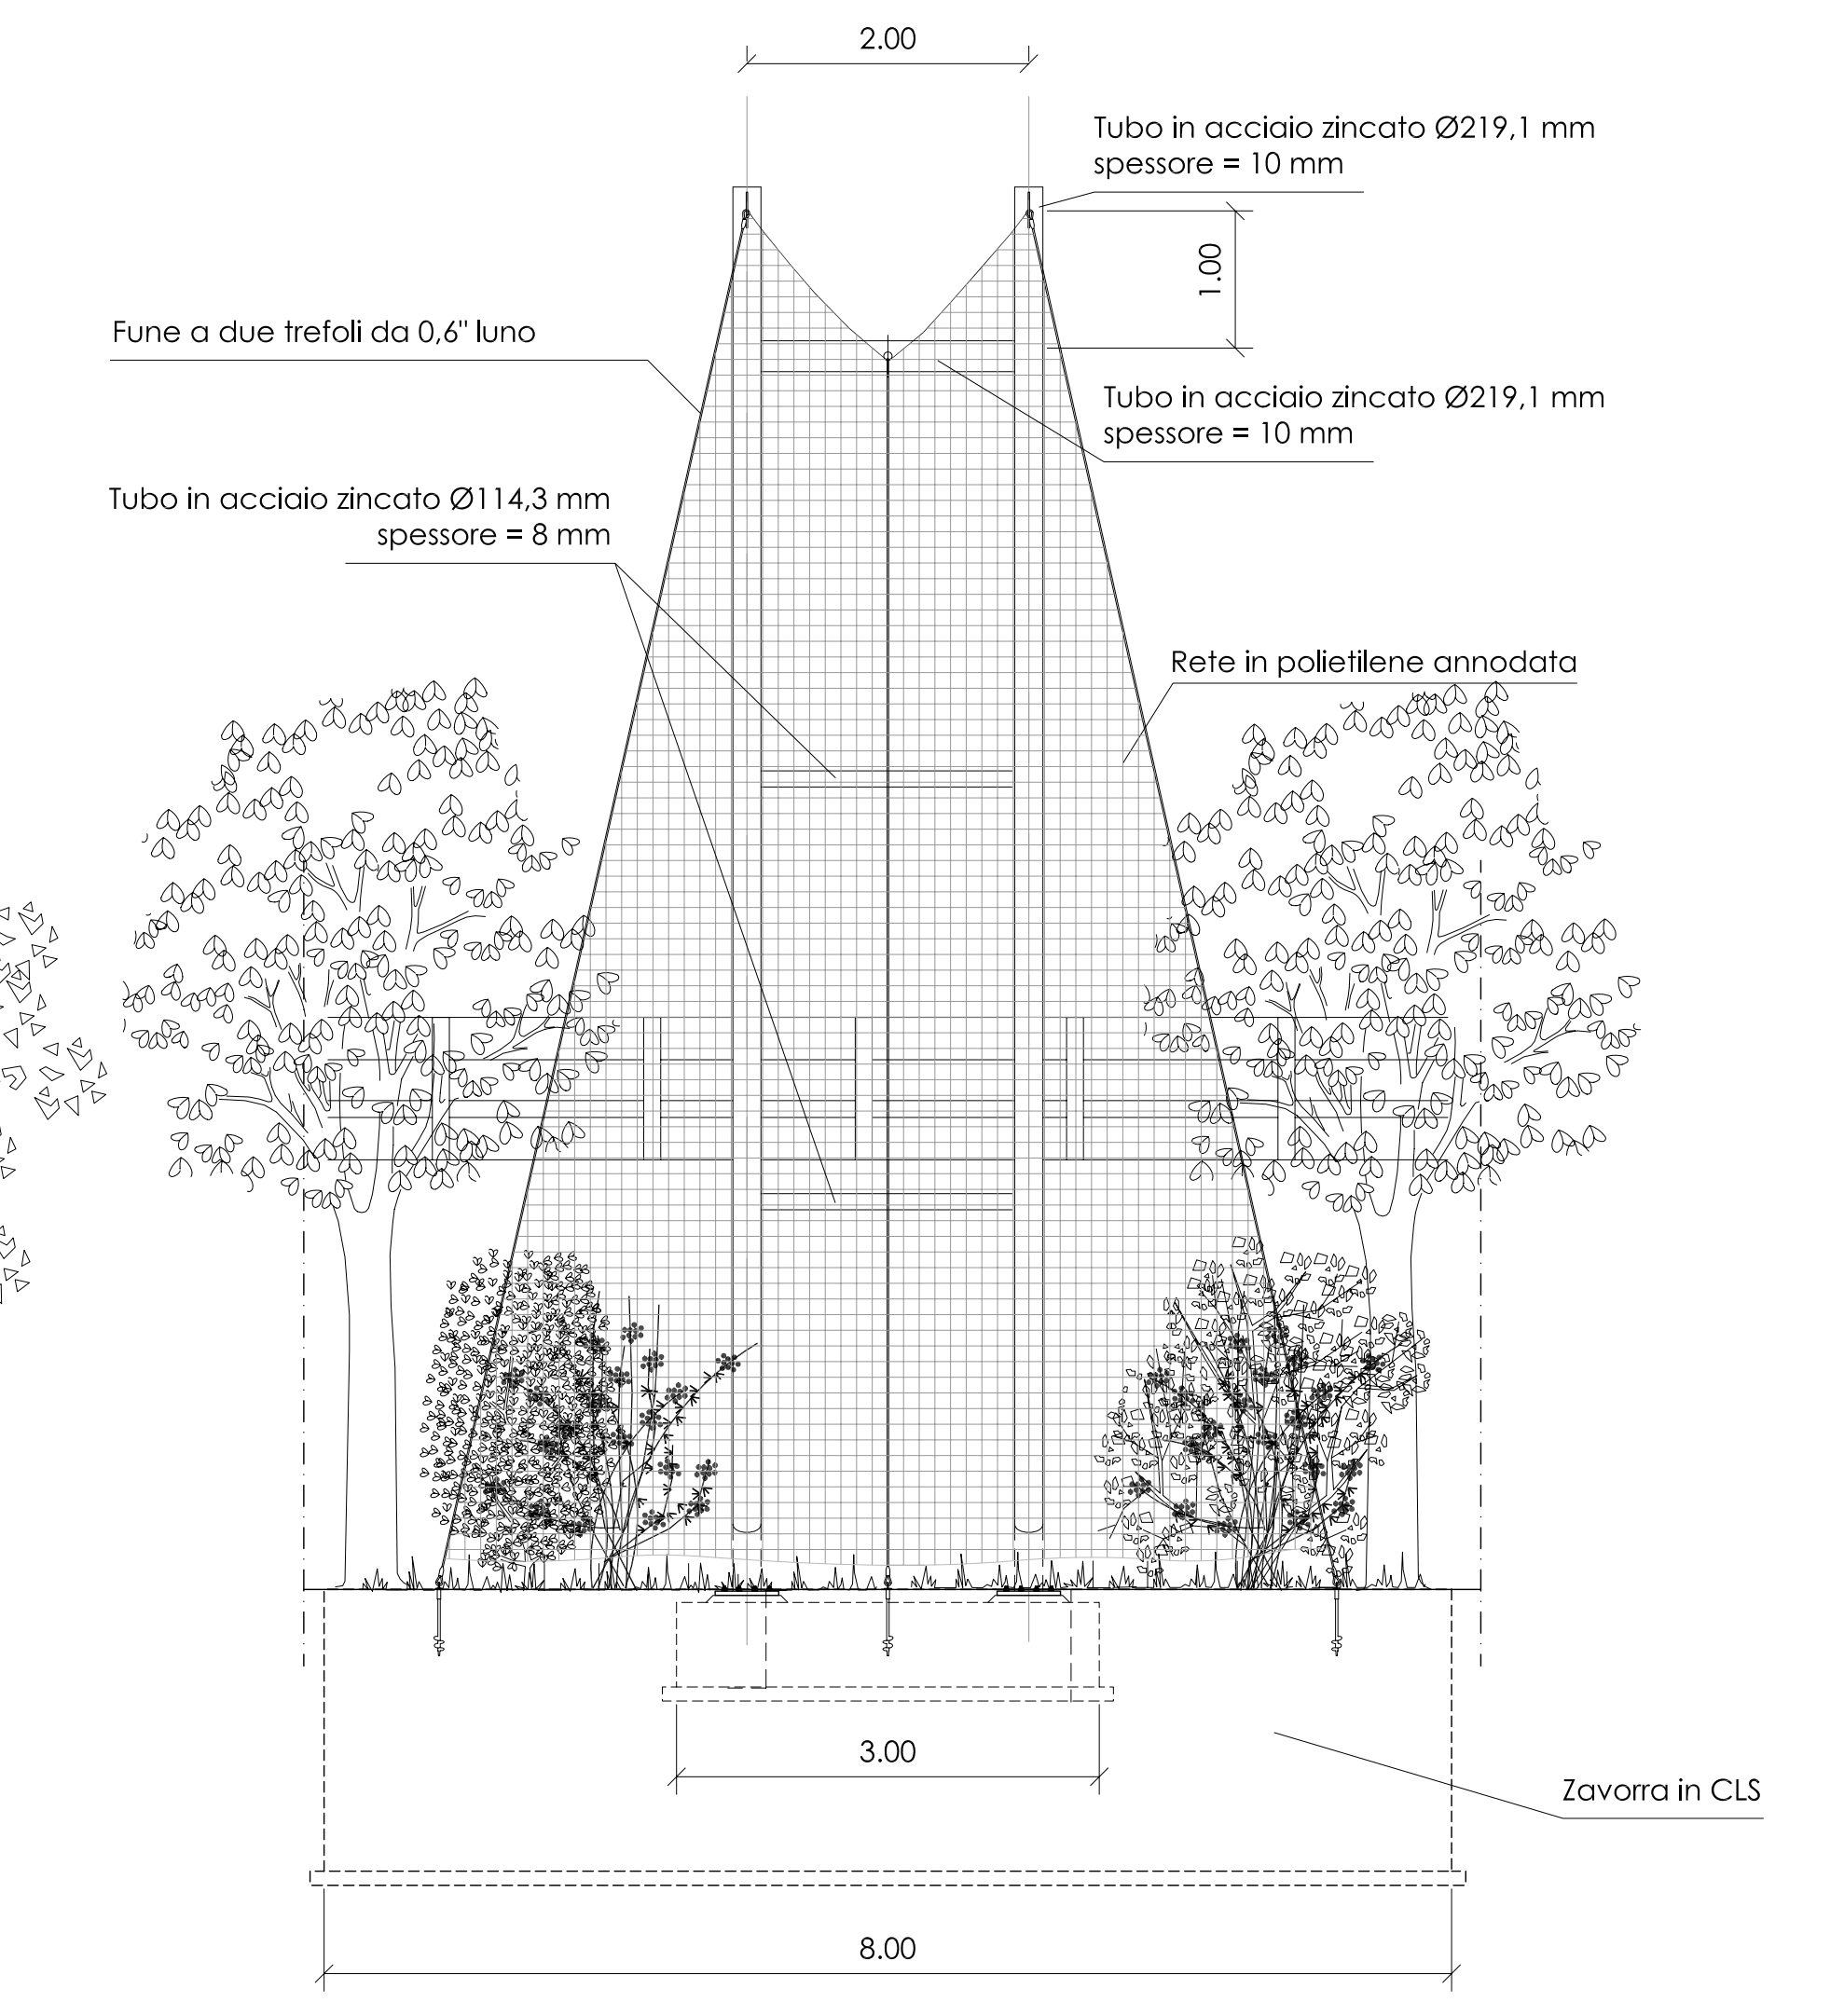 2.00
Tubo in acciaio zincato Ø219,1 mm
spessore = 10 mm
1.00
Fune a due trefoli da 0,6" luno
Tubo in acciaio zincato Ø219,1 mm
spessore = 10 mm
Tubo in acciaio zincato Ø114,3 mm
spessore = 8 mm
Rete in polietilene annodata
3.00
Zavorra in CLS
8.00